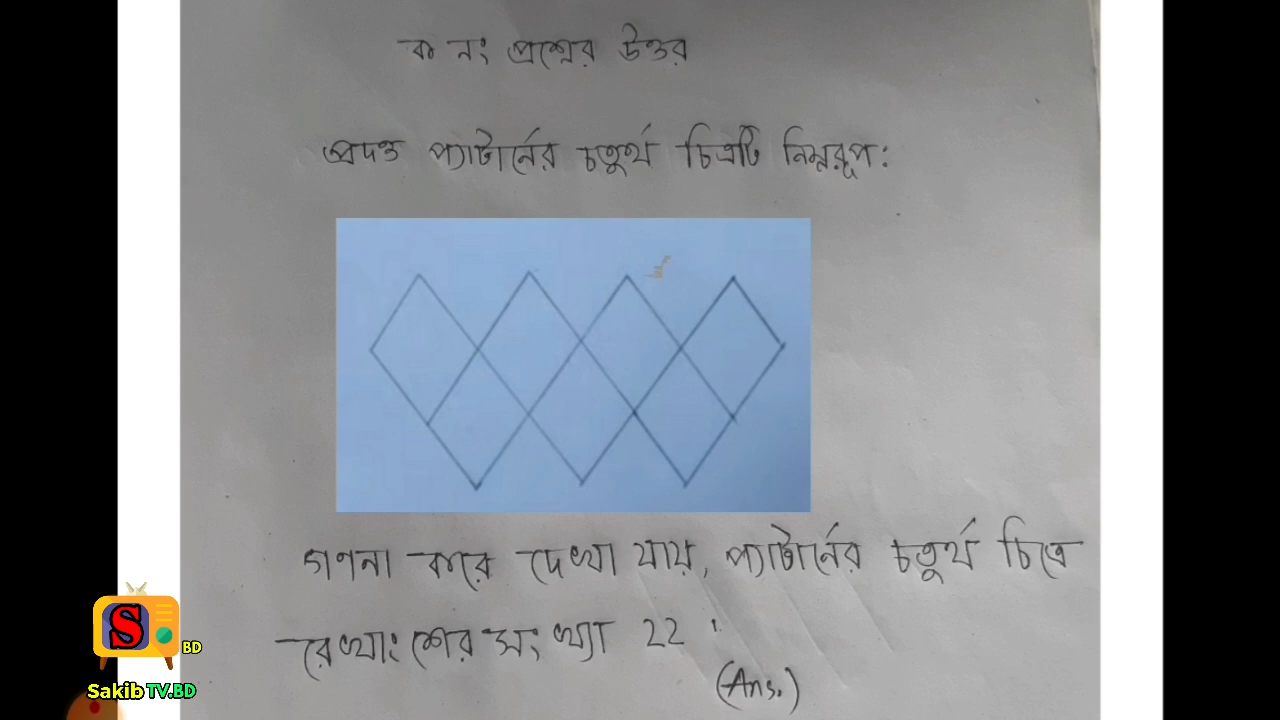 ক নং প্রশ্নের উত্তর
প্রদত্ত প্যাটার্নের চতুর্থ চিত্রটি নিম্নরূপ:
গণনা করে দেখা যায়, প্যাটার্নের চতুর্থ চিত্রে
রেখাংশের সংখ্যা 22।
(Ans.)
S BD
Sakib TV.BD